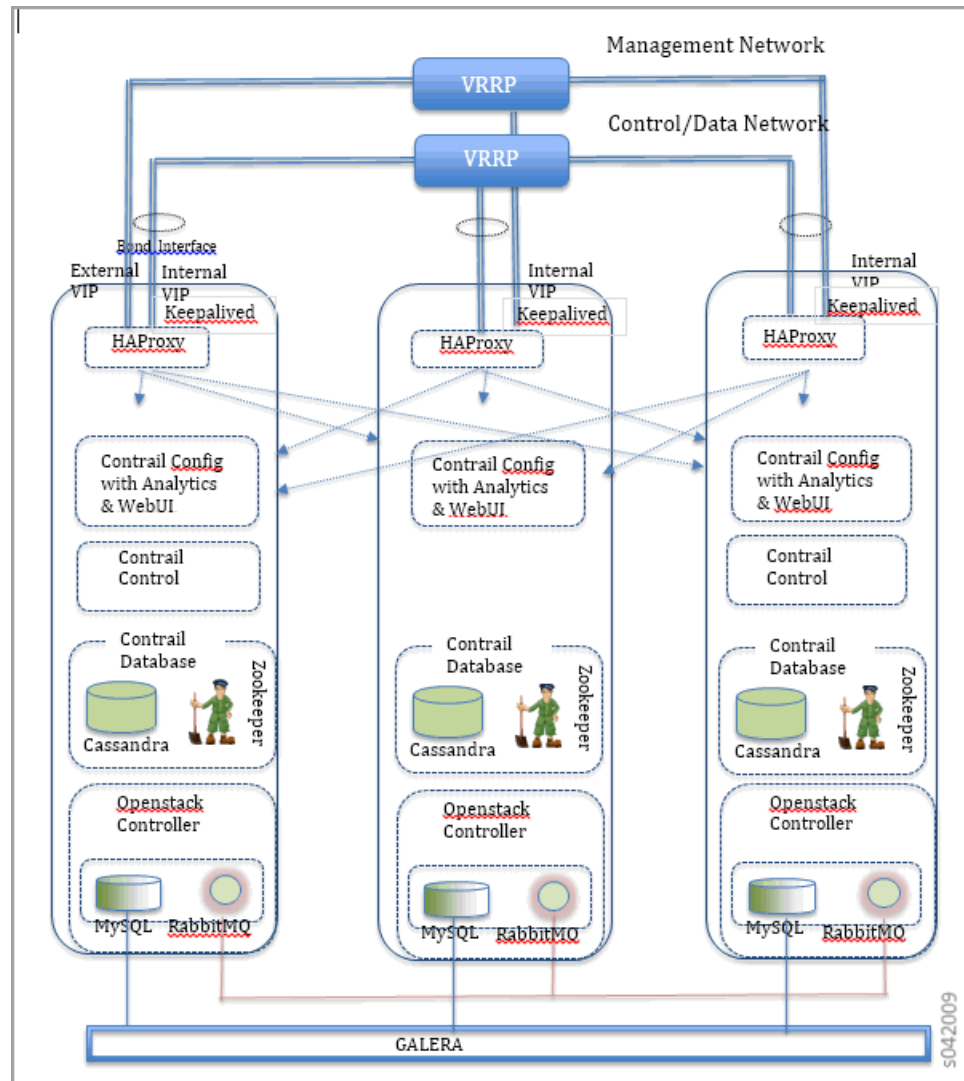 Management Network
VRRP
Control/Data Network
VRRP
Bond Interface
External
VIP
Internal
VIP
Keepalived
HAProxy
Internal
VIP
Keepalived
HAProxy
Internal
VIP
Keepalived
HAProxy
Contrail Config
with Analytics
& WebUI
Contrail Config
with Analytics
& WebUI
Contrail Config
with Analytics
& WebUI
Contrail
Control
Contrail
Control
Contrail
Database
Zookeeper
Cassandra
Contrail
Database
Zookeeper
Cassandra
Contrail
Database
Zookeeper
Cassandra
Openstack
Controller
MySQL
RabbitMQ
Openstack
Controller
MySQL
RabbitMQ
Openstack
Controller
MySQL
RabbitMQ
GALERA
s042009